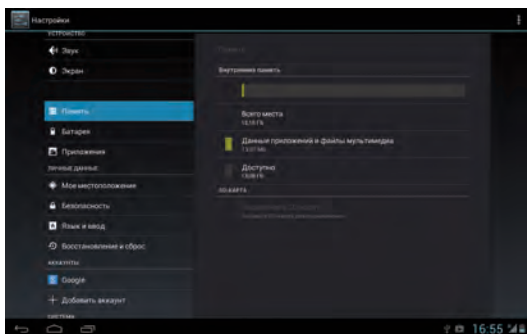 Настройки
УСТРОЙСТВО
Звук
Экран
Память
Батарея
Приложения
ЛИЧНЫЕ ДАННЫЕ
Мое местоположение
Безопасность
Язык и ввод
Восстановление и сброс
АККАУНТЫ
Google
Добавить аккаунт
СИСТЕМА
Внутренняя память
Всего места
Данные приложений и файлы мультимедиа
Доступно
SD-КАРТА
16:55